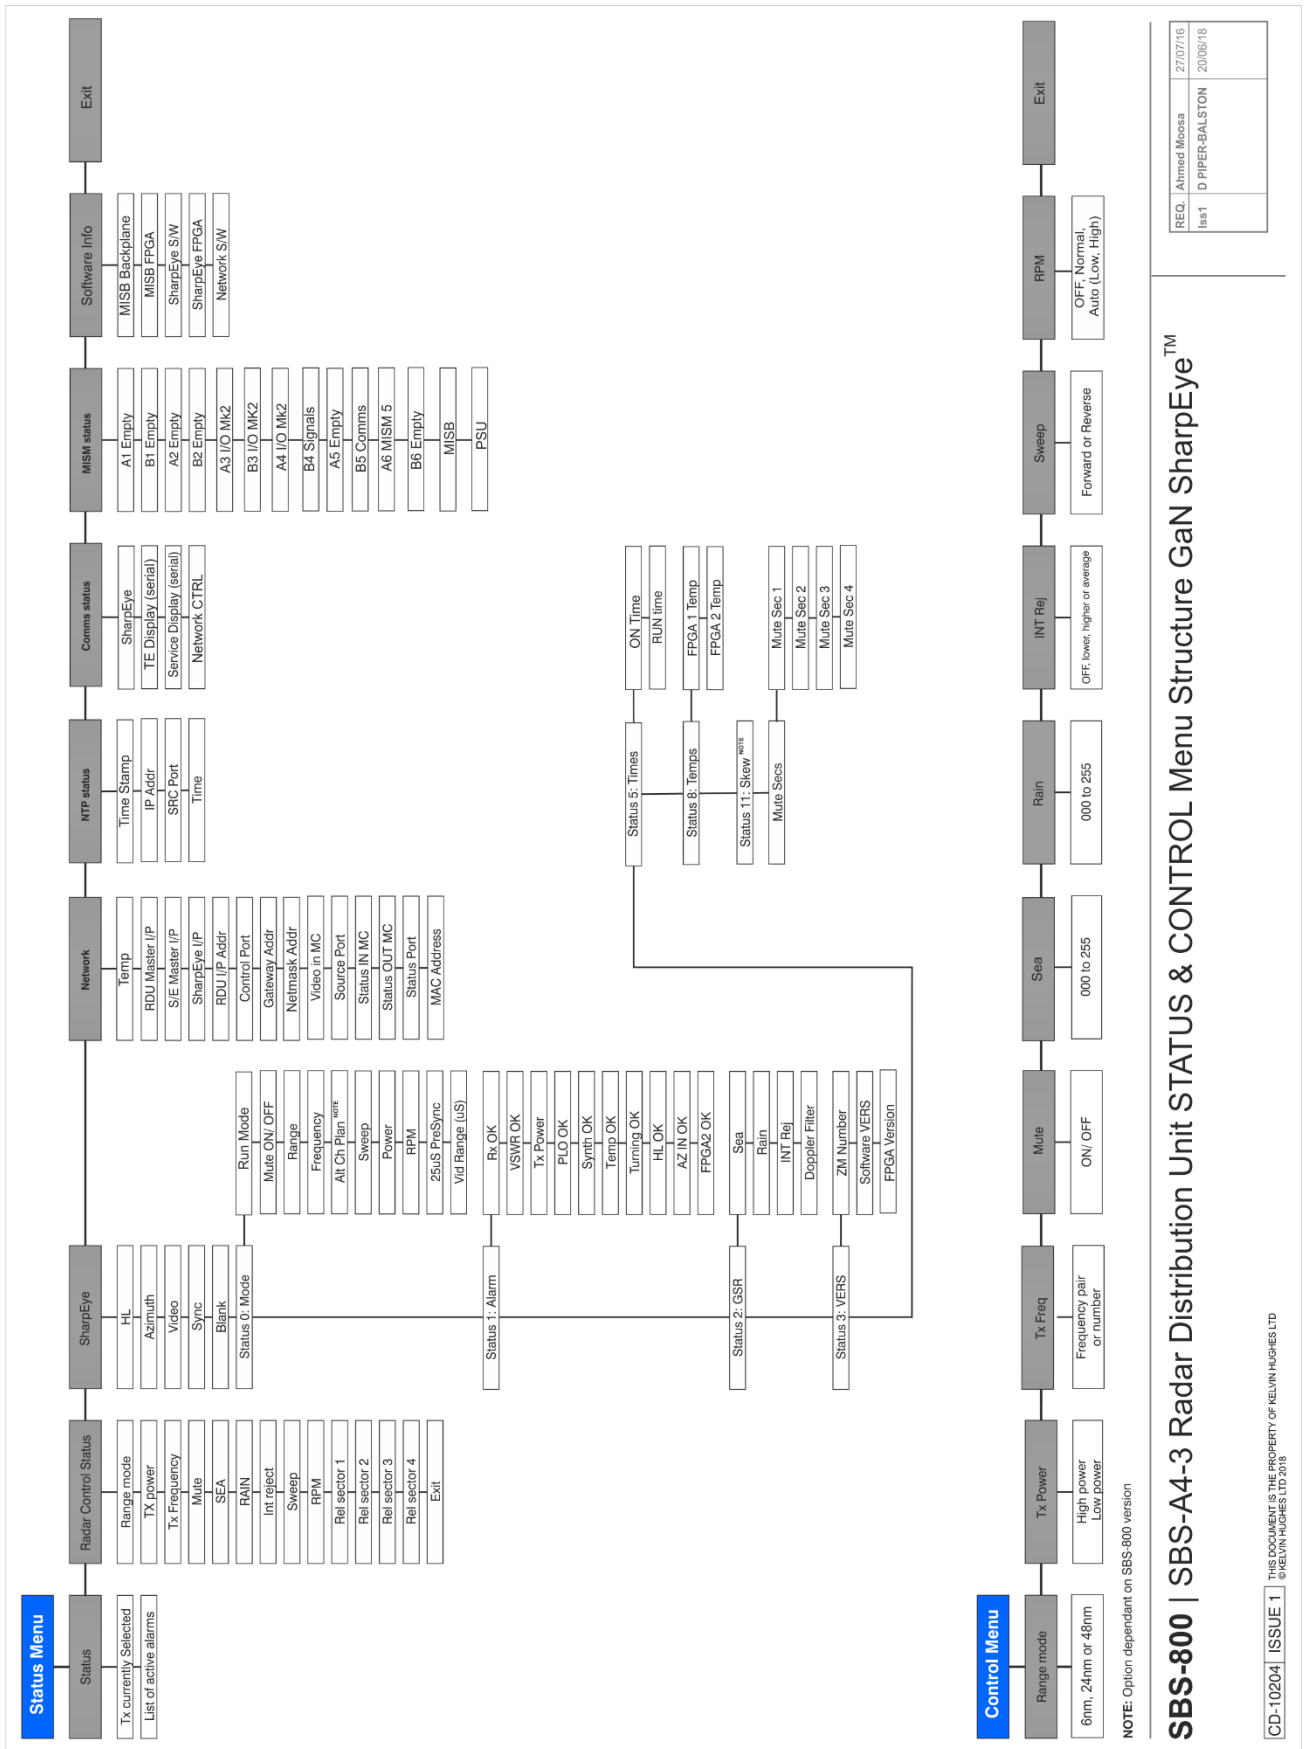 Status Menu
Status
Tx currently Selected
List of active alarms
Radar Control Status
Range mode
TX power
Tx Frequency
Mute
SEA
RAIN
Int reject
Sweep
RPM
Rel sector 1
Rel sector 2
Rel sector 3
Rel sector 4
Exit
SharpEye
HL
Azimuth
Video
Sync
Blank
Status 0: Mode
Run Mode
Mute ON/ OFF
Range
Frequency
Alt Ch Plan NOTE
Sweep
Power
RPM
25uS PreSync
Vid Range (uS)
Status 1: Alarm
Rx OK
VSWR OK
Tx Power
PLO OK
Synth OK
Temp OK
Turning OK
HL OK
AZ IN OK
FPGA2 OK
Status 2: GSR
Sea
Rain
INT Rej
Doppler Filter
Status 3: VERS
ZM Number
Software VERS
FPGA Version
Status 5: Times
ON Time
RUN time
Status 8: Temps
FPGA 1 Temp
FPGA 2 Temp
Status 11: Skew NOTE
Mute Secs
Mute Sec 1
Mute Sec 2
Mute Sec 3
Mute Sec 4
Network
Temp
RDU Master I/P
S/E Master I/P
SharpEye I/P
RDU I/P Addr
Control Port
Gateway Addr
Netmask Addr
Video in MC
Source Port
Status IN MC
Status OUT MC
Status Port
MAC Address
NTP status
Time Stamp
IP Addr
SRC Port
Time
Comms status
SharpEye
TE Display (serial)
Service Display (serial)
Network CTRL
MISM status
A1 Empty
B1 Empty
A2 Empty
B2 Empty
A3 I/O Mk2
B3 I/O MK2
A4 I/O Mk2
B4 Signals
A5 Empty
B5 Comms
A6 MISM 5
B6 Empty
MISB
PSU
Software Info
MISB Backplane
MISB FPGA
SharpEye S/W
SharpEye FPGA
Network S/W
Exit
Control Menu
Range mode
6nm, 24nm or 48nm
Tx Power
High power
Low power
Tx Freq
Frequency pair
or number
Mute
ON/ OFF
Sea
000 to 255
Rain
000 to 255
INT Rej
OFF, lower, higher or average
Sweep
Forward or Reverse
RPM
OFF, Normal,
Auto (Low, High)
Exit
NOTE: Option dependant on SBS-800 version
SBS-800 | SBS-A4-3 Radar Distribution Unit STATUS & CONTROL Menu Structure GaN SharpEye™
REQ. Ahmed Moosa 27/07/16
Iss1 D PIPER-BALSTON 20/06/18
CD-10204 ISSUE 1
THIS DOCUMENT IS THE PROPERTY OF KELVIN HUGHES LTD
© KELVIN HUGHES LTD 2018